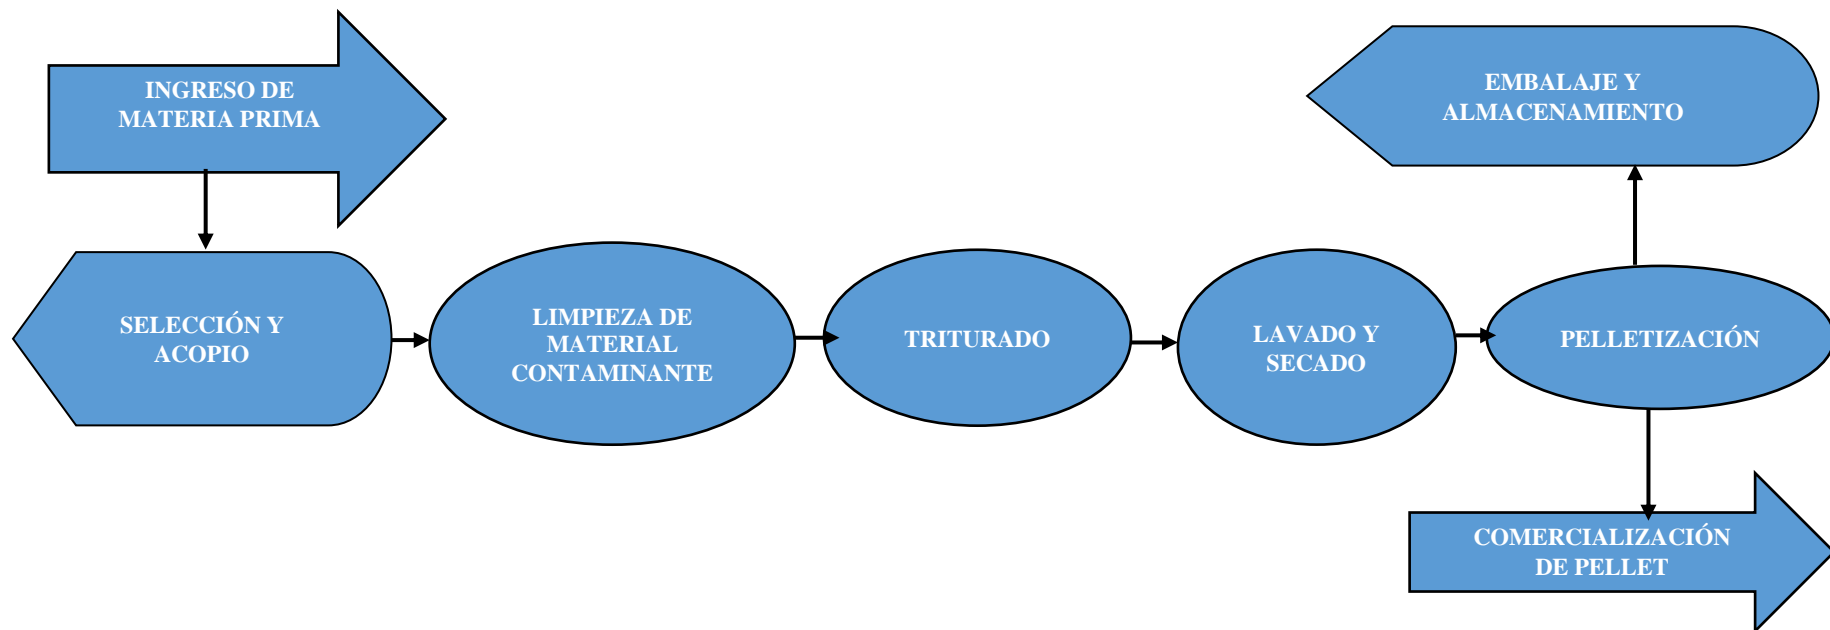 INGRESO DE
MATERIA PRIMA
EMBALAJE Y
ALMACENAMIENTO
SELECCIÓN Y
ACOPIO
LIMPIEZA DE
MATERIAL
CONTAMINANTE
TRITURADO
LAVADO Y
SECADO
PELLETIZACIÓN
COMERCIALIZACIÓN
DE PELLET